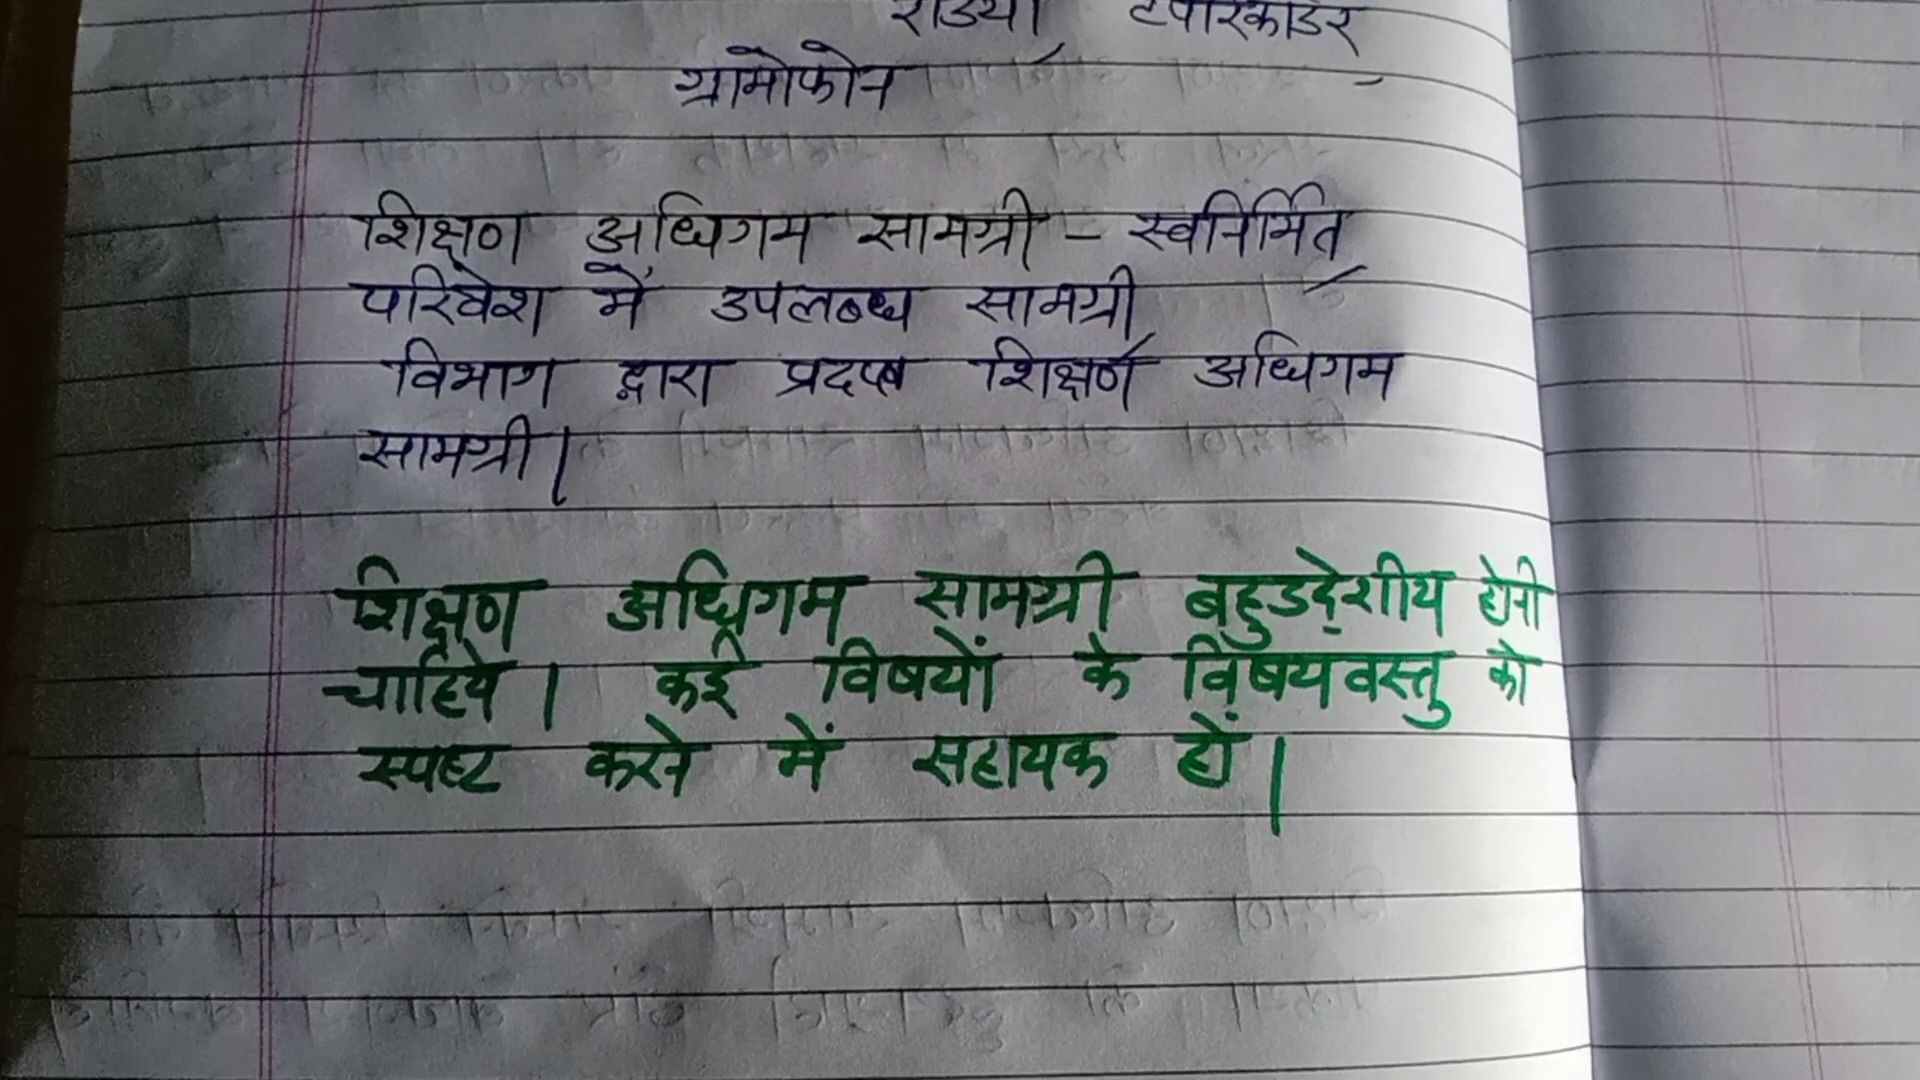 रेडियो, टेपरिकार्डर,
ग्रामोफोन
शिक्षण अधिगम सामग्री – स्वनिर्मित,
परिवेश में उपलब्ध सामग्री,
विभाग द्वारा प्रदत्त शिक्षण अधिगम
सामग्री।
शिक्षण अधिगम सामग्री बहुउद्देशीय होनी
चाहिये। कई विषयों के विषयवस्तु को
स्पष्ट करने में सहायक हों।